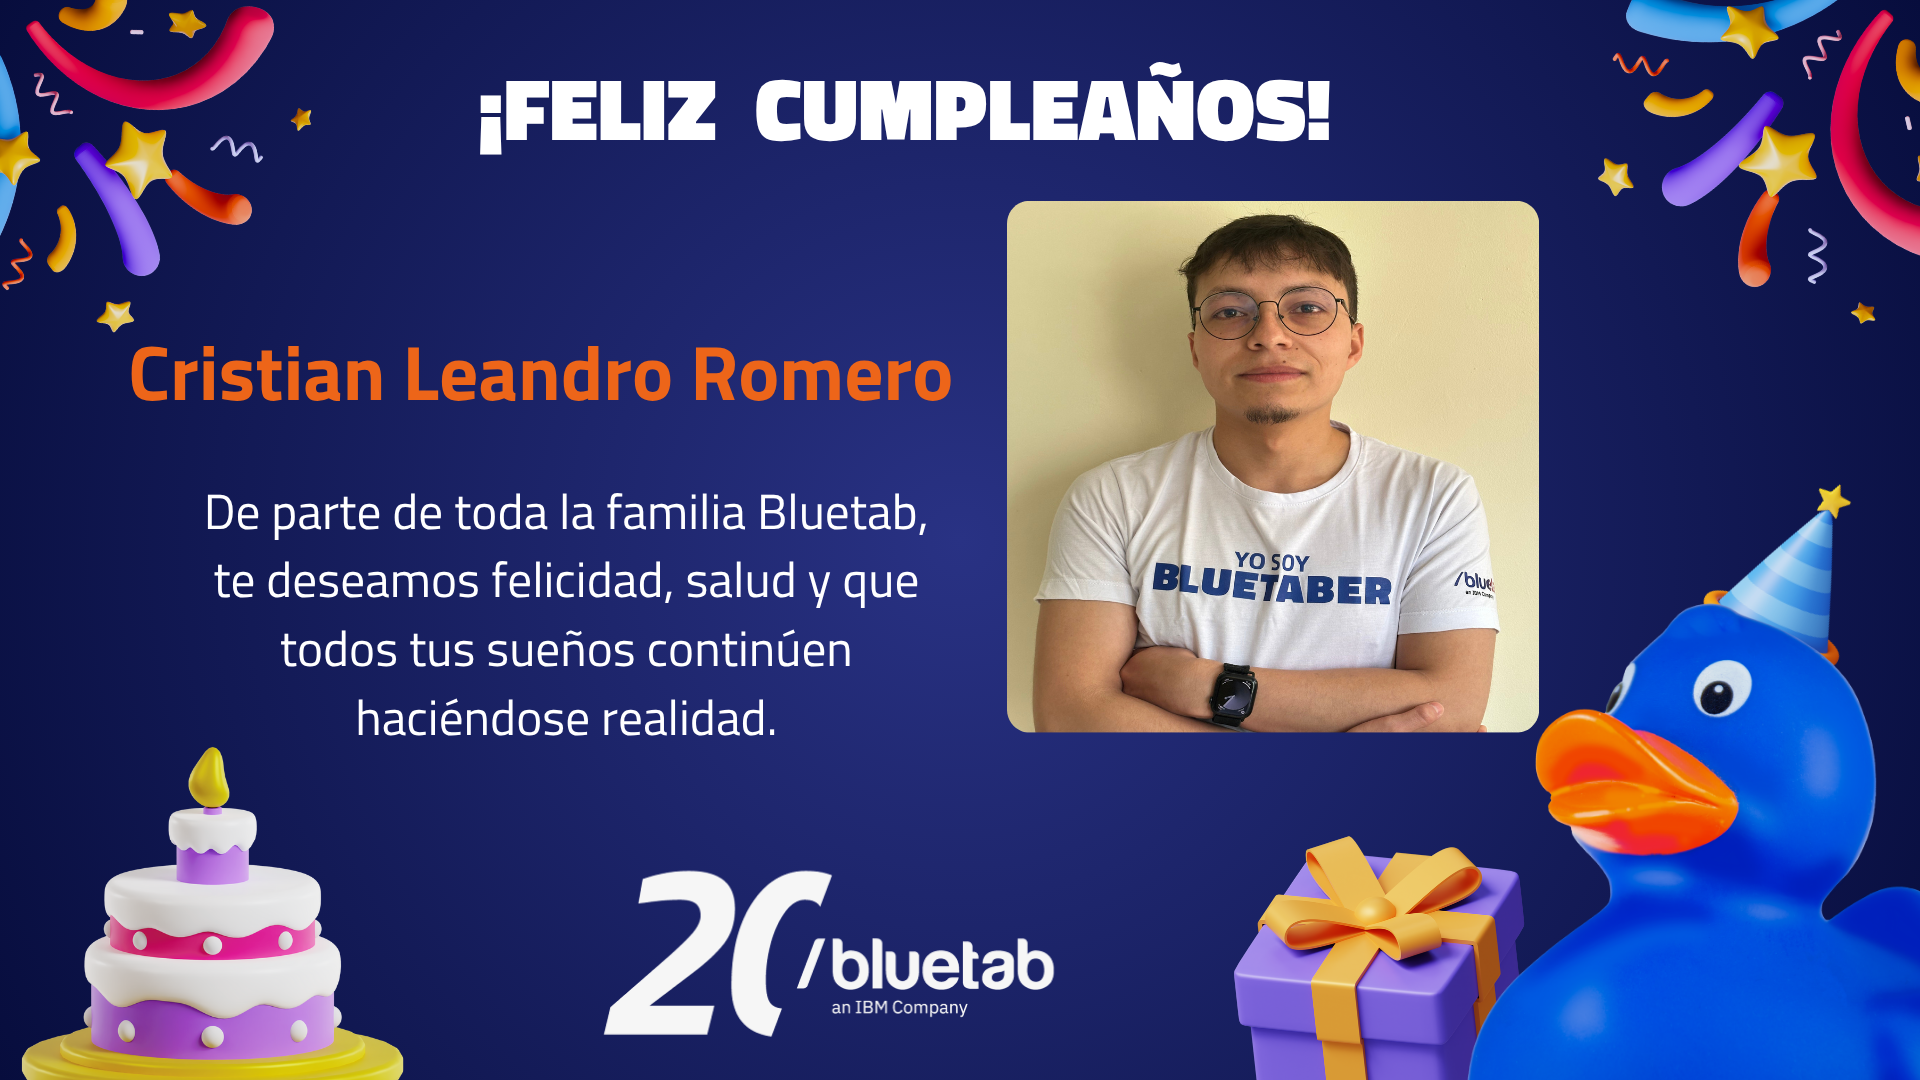 ¡FELIZ CUMPLEAÑOS!
Cristian Leandro Romero
De parte de toda la familia Bluetab,
te deseamos felicidad, salud y que
todos tus sueños continúen
haciéndose realidad.
YO SOY
BLUETABER
/blue
20/bluetab
an IBM Company